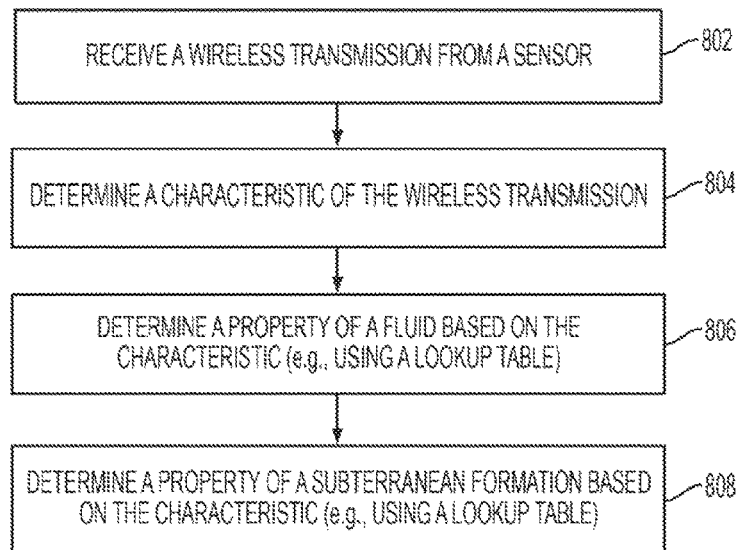 RECEIVE A WIRELESS TRANSMISSION FROM A SENSOR
802
DETERMINE A CHARACTERISTIC OF THE WIRELESS TRANSMISSION
804
DETERMINE A PROPERTY OF A FLUID BASED ON THE
CHARACTERISTIC (e.g., USING A LOOKUP TABLE)
806
DETERMINE A PROPERTY OF A SUBTERRANEAN FORMATION BASED
ON THE CHARACTERISTIC (e.g., USING A LOOKUP TABLE)
808